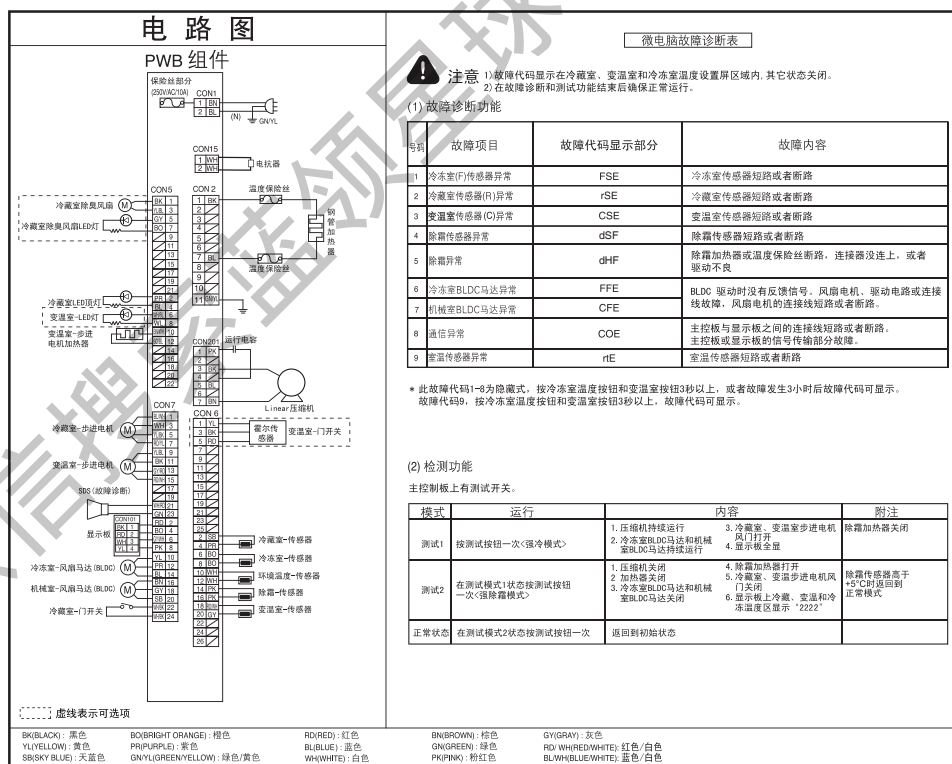 电路图
PWB 组件
保险丝部分
(250V/AC/10A)
CON1
1 BN
2 BL
(N)
GN/YL
CON15
1 WH
2 WH
电抗器
CON5
CON 2
冷藏室除臭风扇
冷藏室除臭风扇LED灯
温度保险丝
钢管加热器
温度保险丝
冷藏室LED顶灯
变温室-LED灯
变温室-步进
电机加热器
CON201
运行电容
Linear压缩机
CON7
CON 6
冷藏室-步进电机
变温室-步进电机
霍尔传
感器
变温室-门开关
SDS(故障诊断)
显示板
CON101
BK 1
RD 2
WH 3
YL 4
冷冻室-风扇马达(BLDC)
机械室-风扇马达(BLDC)
冷藏室-门开关
冷藏室-传感器
冷冻室-传感器
环境温度-传感器
除霜-传感器
变温室-传感器
虚线表示可选项
微电脑故障诊断表
注意
1)故障代码显示在冷藏室、变温室和冷冻室温度设置屏区域内, 其它状态关闭。
2)在故障诊断和测试功能结束后确保正常运行。
(1) 故障诊断功能
号码 故障项目 故障代码显示部分 故障内容
1 冷冻室(F)传感器异常 FSE 冷冻室传感器短路或者断路
2 冷藏室传感器(R)异常 rSE 冷藏室传感器短路或者断路
3 变温室传感器(C)异常 CSE 变温室传感器短路或者断路
4 除霜传感器异常 dSF 除霜传感器短路或者断路
5 除霜异常 dHF 除霜加热器或温度保险丝断路，连接器没连上，或者
驱动不良
6 冷冻室BLDC马达异常 FFE BLDC 驱动时没有反馈信号。风扇电机、驱动电路或连接
线故障，风扇电机的连接线短路或者断路。
7 机械室BLDC马达异常 CFE
8 通信异常 COE 主控板与显示板之间的连接线短路或者断路。
主控板或显示板的信号传输部分故障。
9 室温传感器异常 rtE 室温传感器短路或者断路
* 此故障代码1-8为隐藏式，按冷冻室温度按钮和变温室按钮3秒以上，或者故障发生3小时后故障代码可显示。
故障代码9，按冷冻室温度按钮和变温室按钮3秒以上，故障代码可显示。
(2) 检测功能
主控制板上有测试开关。
模式 运行 内容 附注
测试1 按测试按钮一次<强冷模式>
1. 压缩机持续运行
2. 冷冻室BLDC马达和机械
室BLDC马达持续运行
3. 冷藏室、变温室步进电机
风门打开
4. 显示板全显
除霜加热器关闭
测试2 在测试模式1状态按测试按钮
一次<强除霜模式>
1. 压缩机关闭
2 加热器关闭
3. 冷冻室BLDC马达和机械
室BLDC马达关闭
4. 除霜加热器打开
5. 冷藏室、变温室步进电机风
门关闭
6. 显示板上冷藏、变温和冷
冻温度区显示 "2222"
除霜传感器高于
+5°C时返回到
正常模式
正常状态 在测试模式2状态按测试按钮一次 返回到初始状态
BK(BLACK) : 黑色 BO(BRIGHT ORANGE) : 橙色 RD(RED) : 红色 BN(BROWN) : 棕色 GY(GRAY) : 灰色
YL(YELLOW) : 黄色 PR(PURPLE) : 紫色 BL(BLUE) : 蓝色 GN(GREEN) : 绿色 RD/ WH(RED/WHITE): 红色/白色
SB(SKY BLUE) : 天蓝色 GN/YL(GREEN/YELLOW) : 绿色/黄色 WH(WHITE) : 白色 PK(PINK) : 粉红色 BL/WH(BLUE/WHITE): 蓝色/白色
信搜索蓝领星球